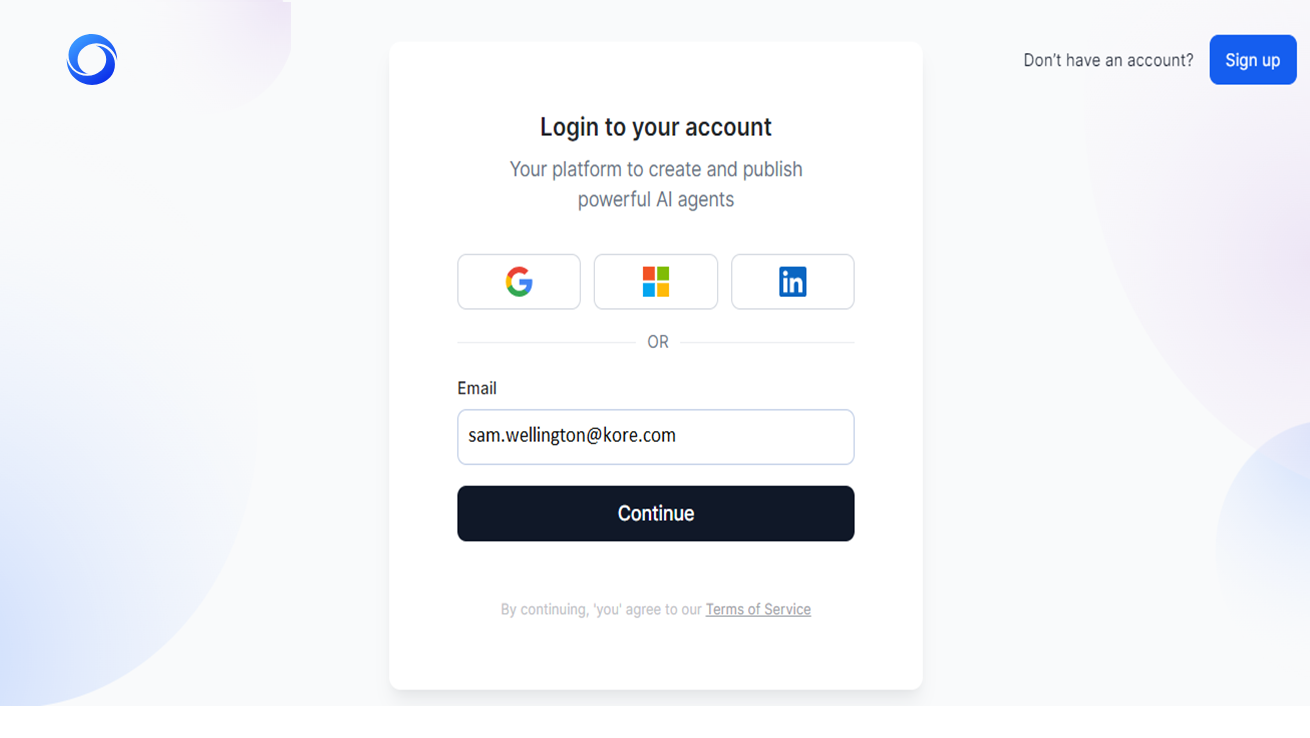 Don't have an account? Sign up
Login to your account
Your platform to create and publish
powerful AI agents
in
OR
Email
sam.wellington@kore.com
Continue
By continuing, 'you' agree to our Terms of Service